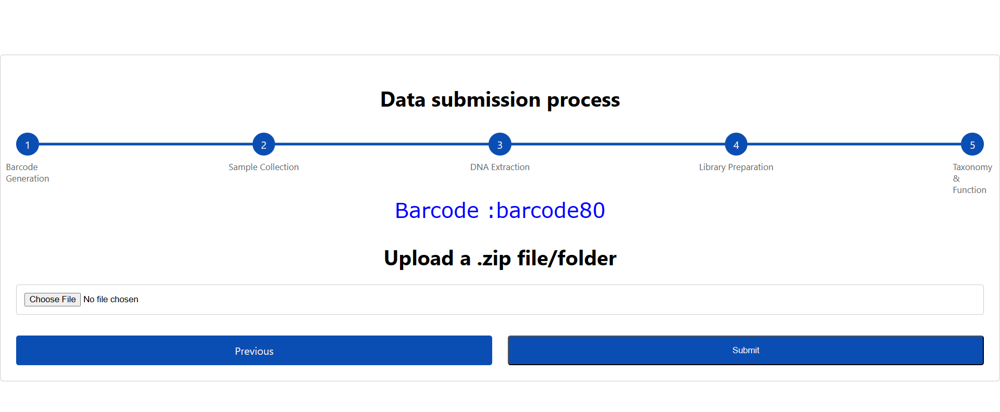 Data submission process
1
2
3
4
5
Barcode
Generation
Sample Collection
DNA Extraction
Library Preparation
Taxonomy
&
Function
Barcode :barcode80
Upload a .zip file/folder
Choose File No file chosen
Previous
Submit